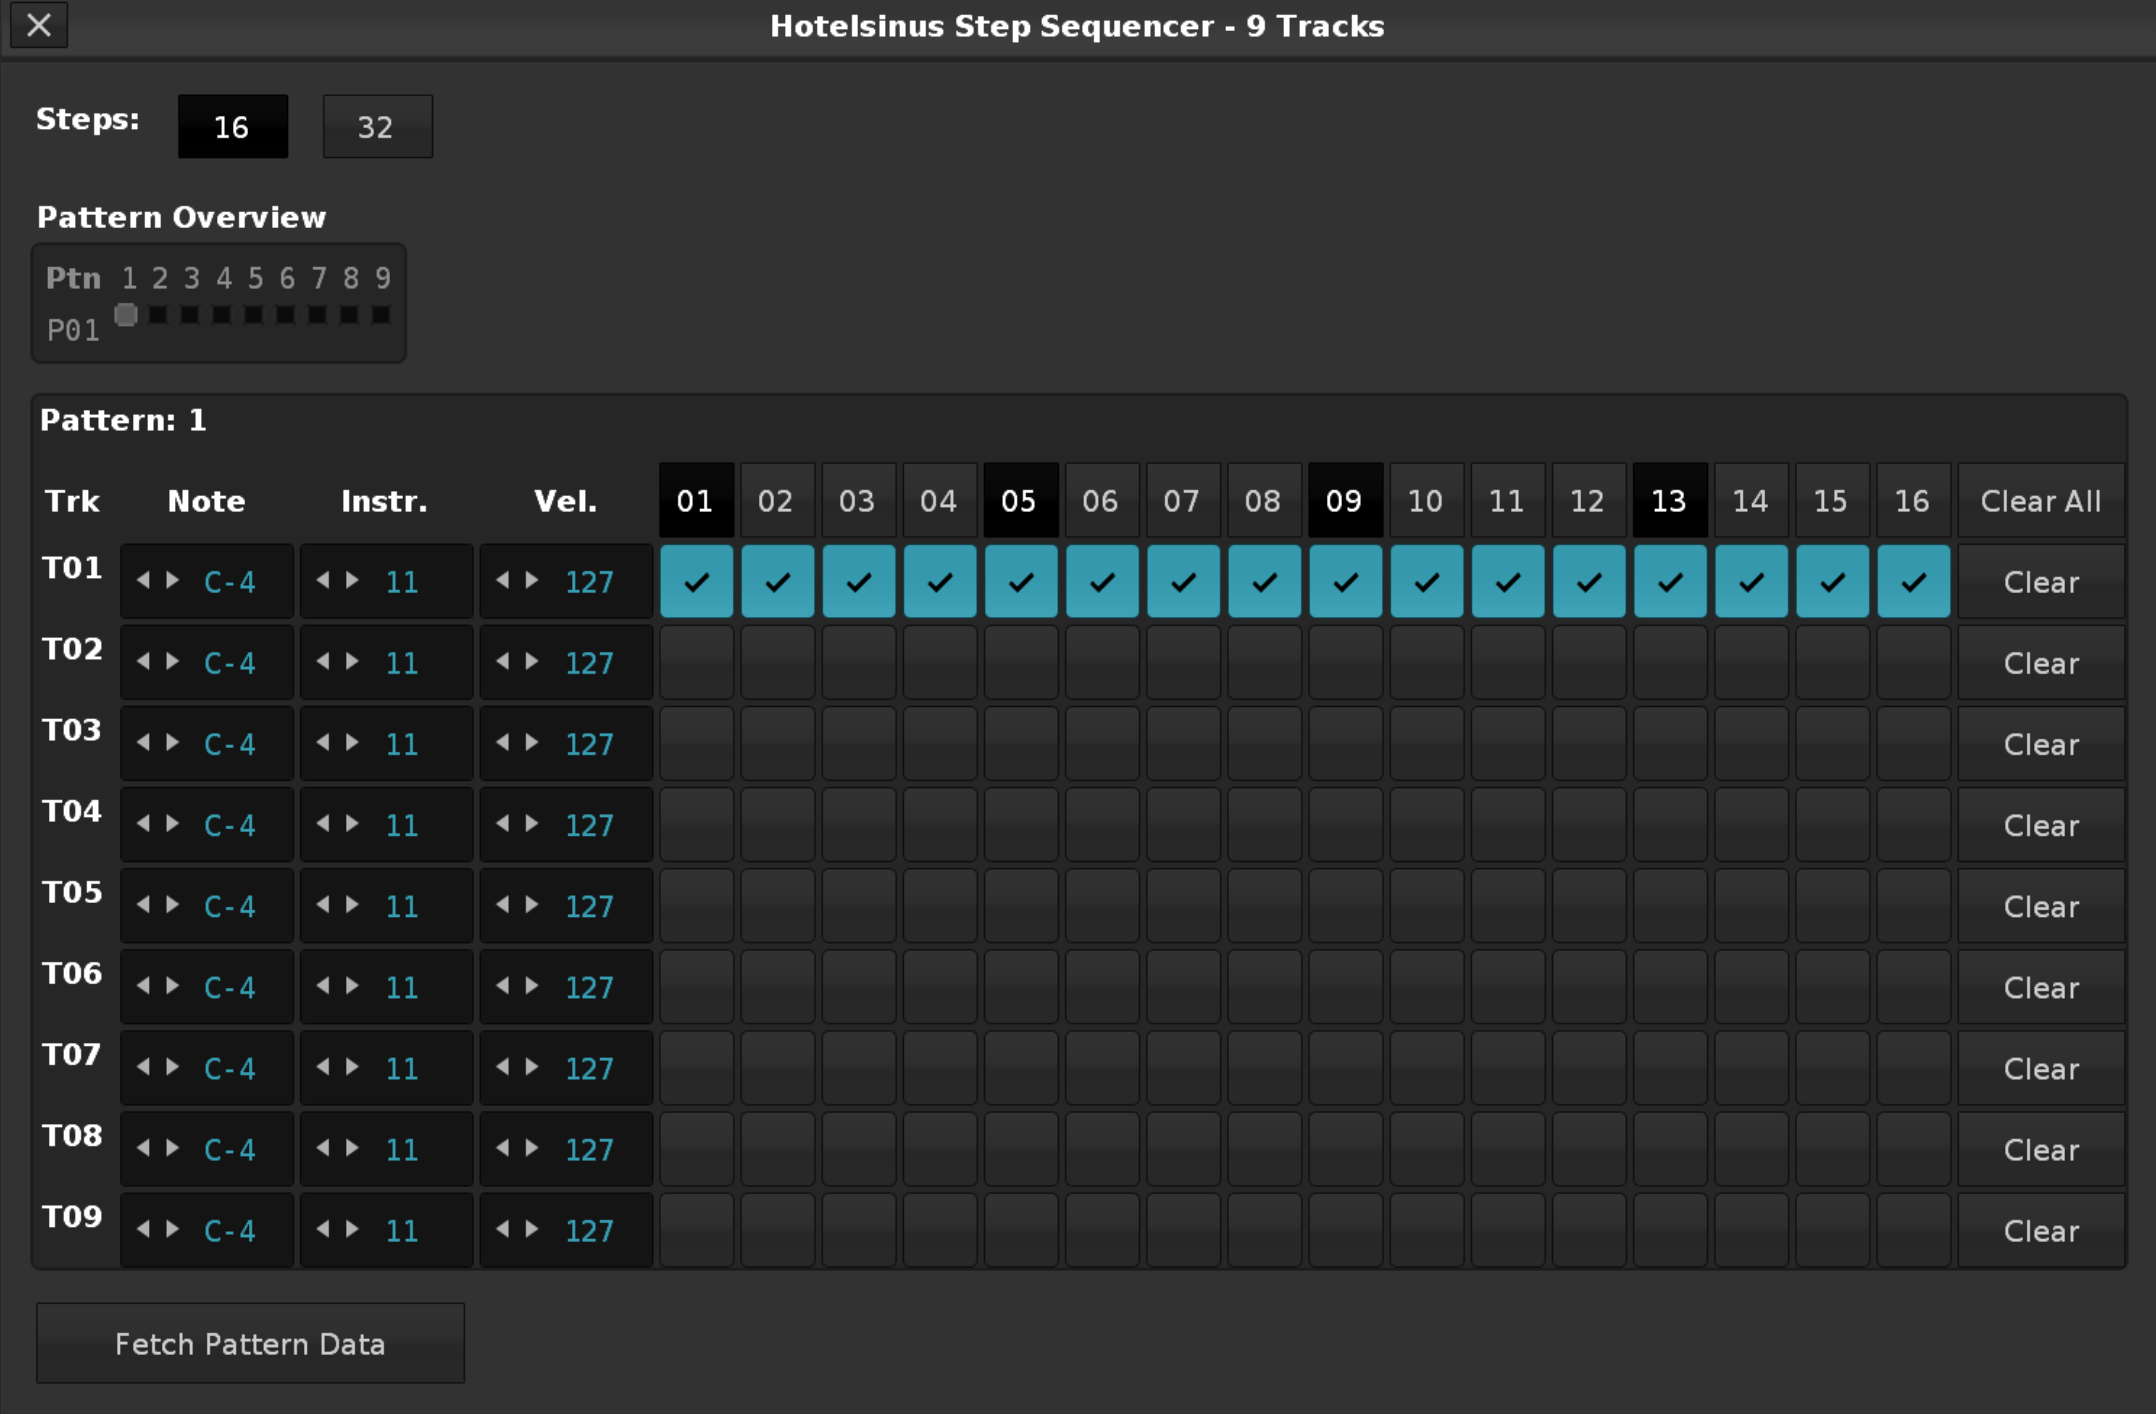 Hotelsinus Step Sequencer - 9 Tracks
Steps: 16 32
Pattern Overview
Ptn 1 2 3 4 5 6 7 8 9
P01
Pattern: 1
Trk Note Instr. Vel. 01 02 03 04 05 06 07 08 09 10 11 12 13 14 15 16 Clear All
T01 C-4 11 127 Clear
T02 C-4 11 127 Clear
T03 C-4 11 127 Clear
T04 C-4 11 127 Clear
T05 C-4 11 127 Clear
T06 C-4 11 127 Clear
T07 C-4 11 127 Clear
T08 C-4 11 127 Clear
T09 C-4 11 127 Clear
Fetch Pattern Data